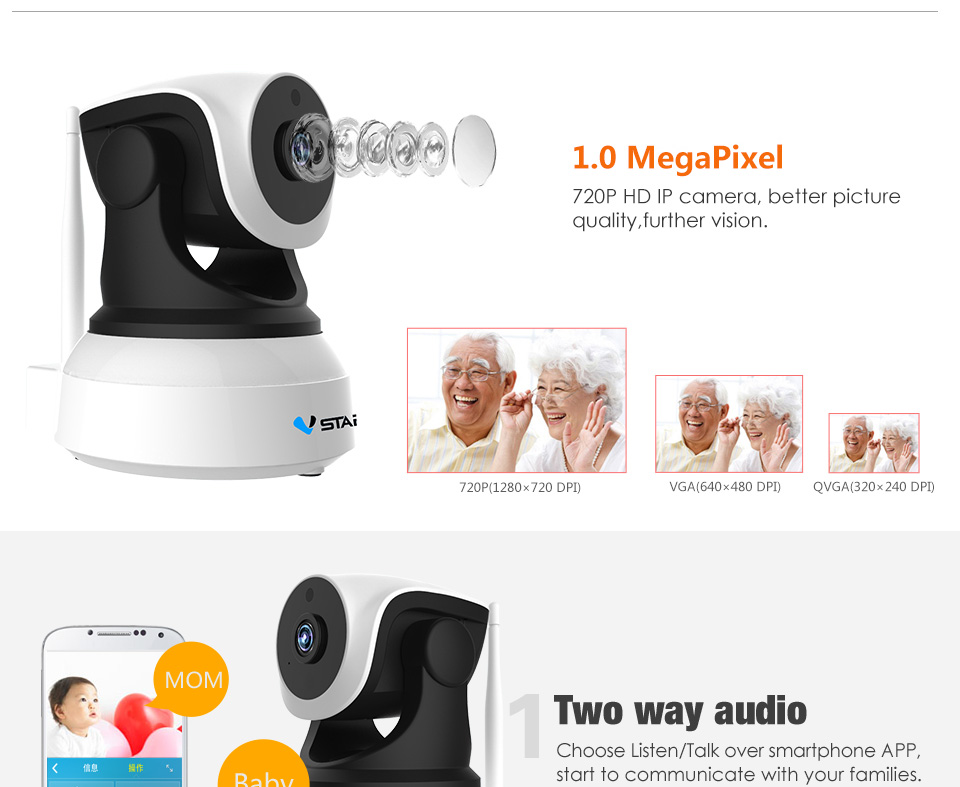 1.0 MegaPixel
720P HD IP camera, better picture
quality,further vision.
STAI
720P(1280×720 DPI)
VGA(640×480 DPI)
QVGA(320×240 DPI)
MOM
信息
操作
Baby
1
Two way audio
Choose Listen/Talk over smartphone APP,
start to communicate with your families.